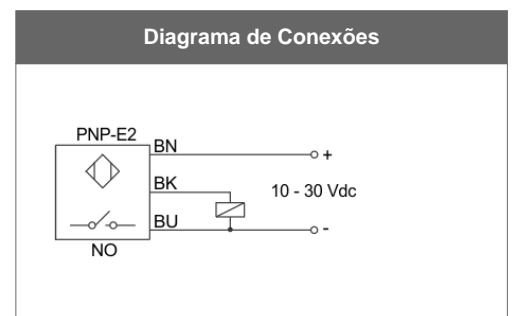 Diagrama de Conexões
PNP-E2
BN
+
BK
10 - 30 Vdc
BU
-
NO